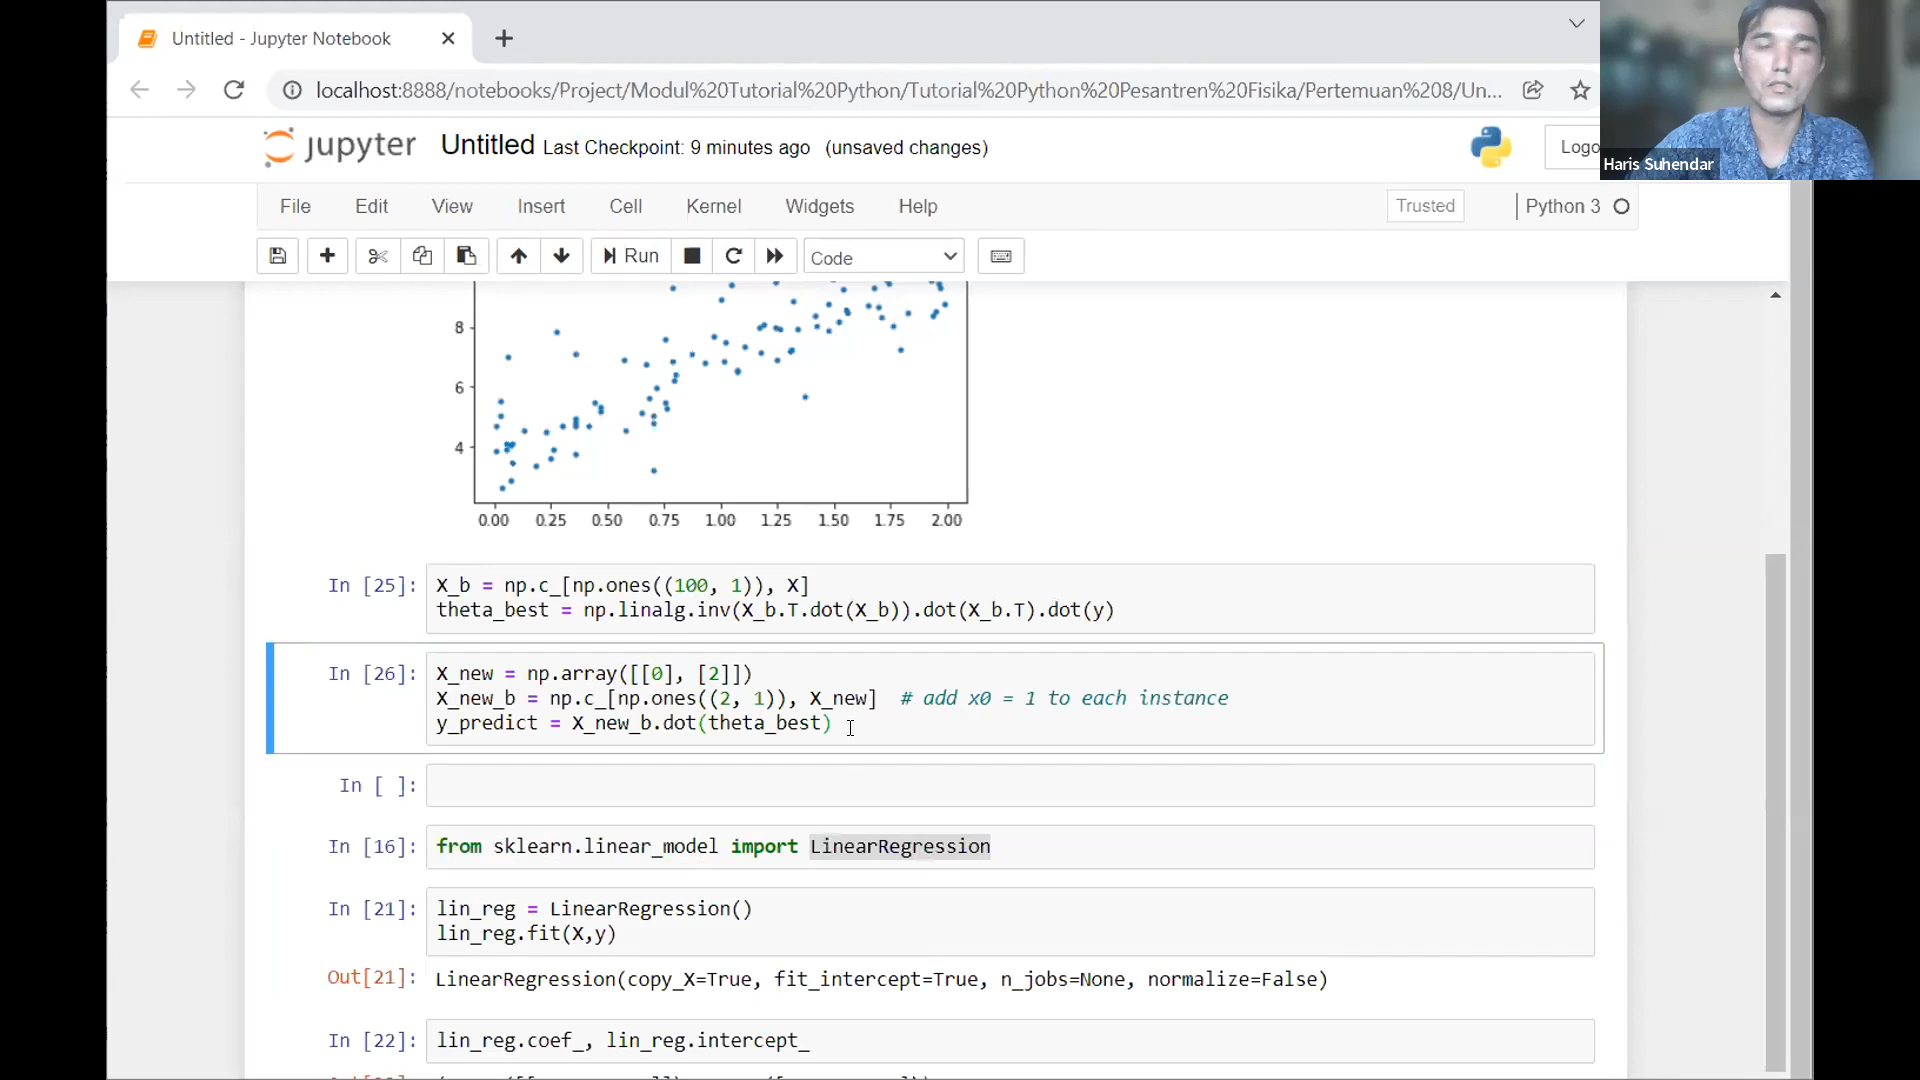 Untitled - Jupyter Notebook
localhost:8888/notebooks/Project/Modul%20Tutorial%20Python/Tutorial%20Python%20Pesantren%20Fisika/Pertemuan%208/Un...
Haris Suhendar
jupyter Untitled Last Checkpoint: 9 minutes ago (unsaved changes)
Logo
File Edit View Insert Cell Kernel Widgets Help Trusted Python 3
Run Code
8
6
4
0.00 0.25 0.50 0.75 1.00 1.25 1.50 1.75 2.00
In [25]: X_b = np.c_[np.ones((100, 1)), X]
theta_best = np.linalg.inv(X_b.T.dot(X_b)).dot(X_b.T).dot(y)
In [26]: X_new = np.array([[0], [2]])
X_new_b = np.c_[np.ones((2, 1)), X_new]  # add x0 = 1 to each instance
y_predict = X_new_b.dot(theta_best)
In [ ]:
In [16]: from sklearn.linear_model import LinearRegression
In [21]: lin_reg = LinearRegression()
lin_reg.fit(X,y)
Out[21]: LinearRegression(copy_X=True, fit_intercept=True, n_jobs=None, normalize=False)
In [22]: lin_reg.coef_, lin_reg.intercept_